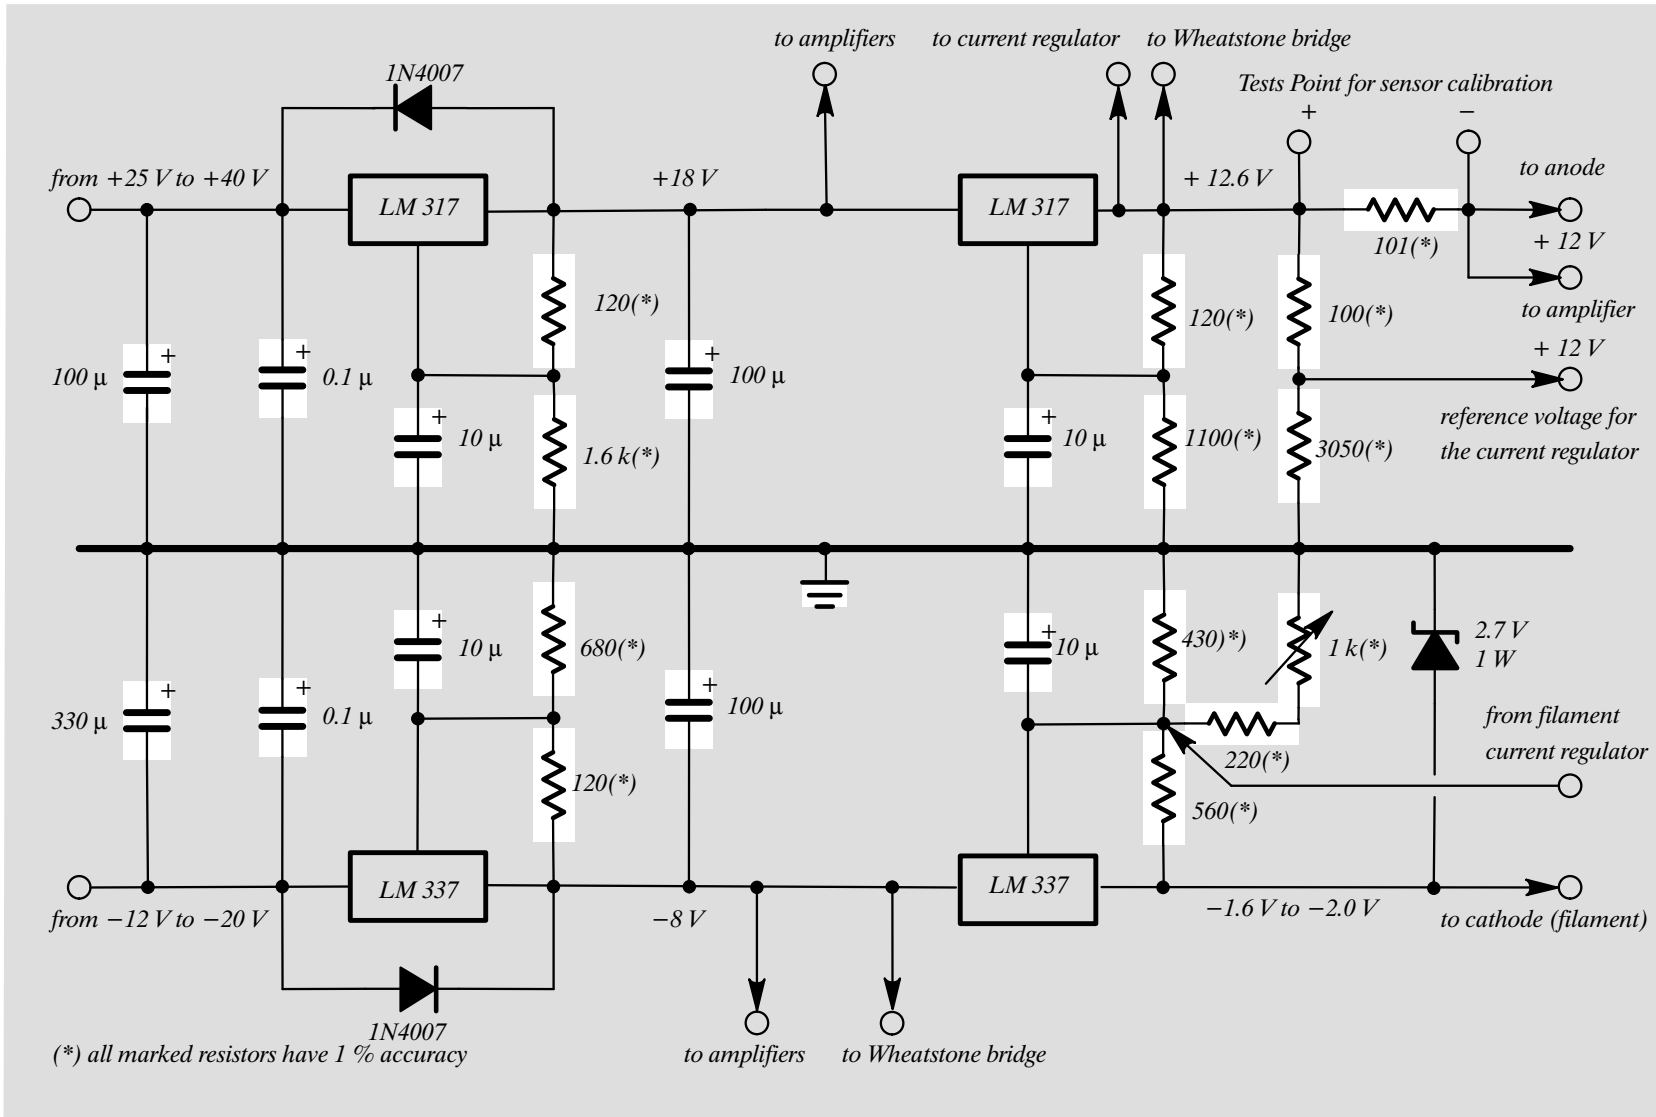 to amplifiers
to current regulator
to Wheatstone bridge
1N4007
Tests Point for sensor calibration
+
−
from +25 V to +40 V
LM 317
+18 V
LM 317
+ 12.6 V
to anode
101(*)
+ 12 V
120(*)
120(*)
100(*)
to amplifier
+
100 μ
+
0.1 μ
+
100 μ
+ 12 V
reference voltage for
the current regulator
+
10 μ
1.6 k(*)
+
10 μ
1100(*)
3050(*)
+
10 μ
680(*)
+
10 μ
430)*)
1 k(*)
2.7 V
1 W
+
330 μ
+
0.1 μ
+
100 μ
from filament
current regulator
220(*)
120(*)
560(*)
LM 337
LM 337
from −12 V to −20 V
−8 V
−1.6 V to −2.0 V
to cathode (filament)
1N4007
(*) all marked resistors have 1 % accuracy
to amplifiers
to Wheatstone bridge